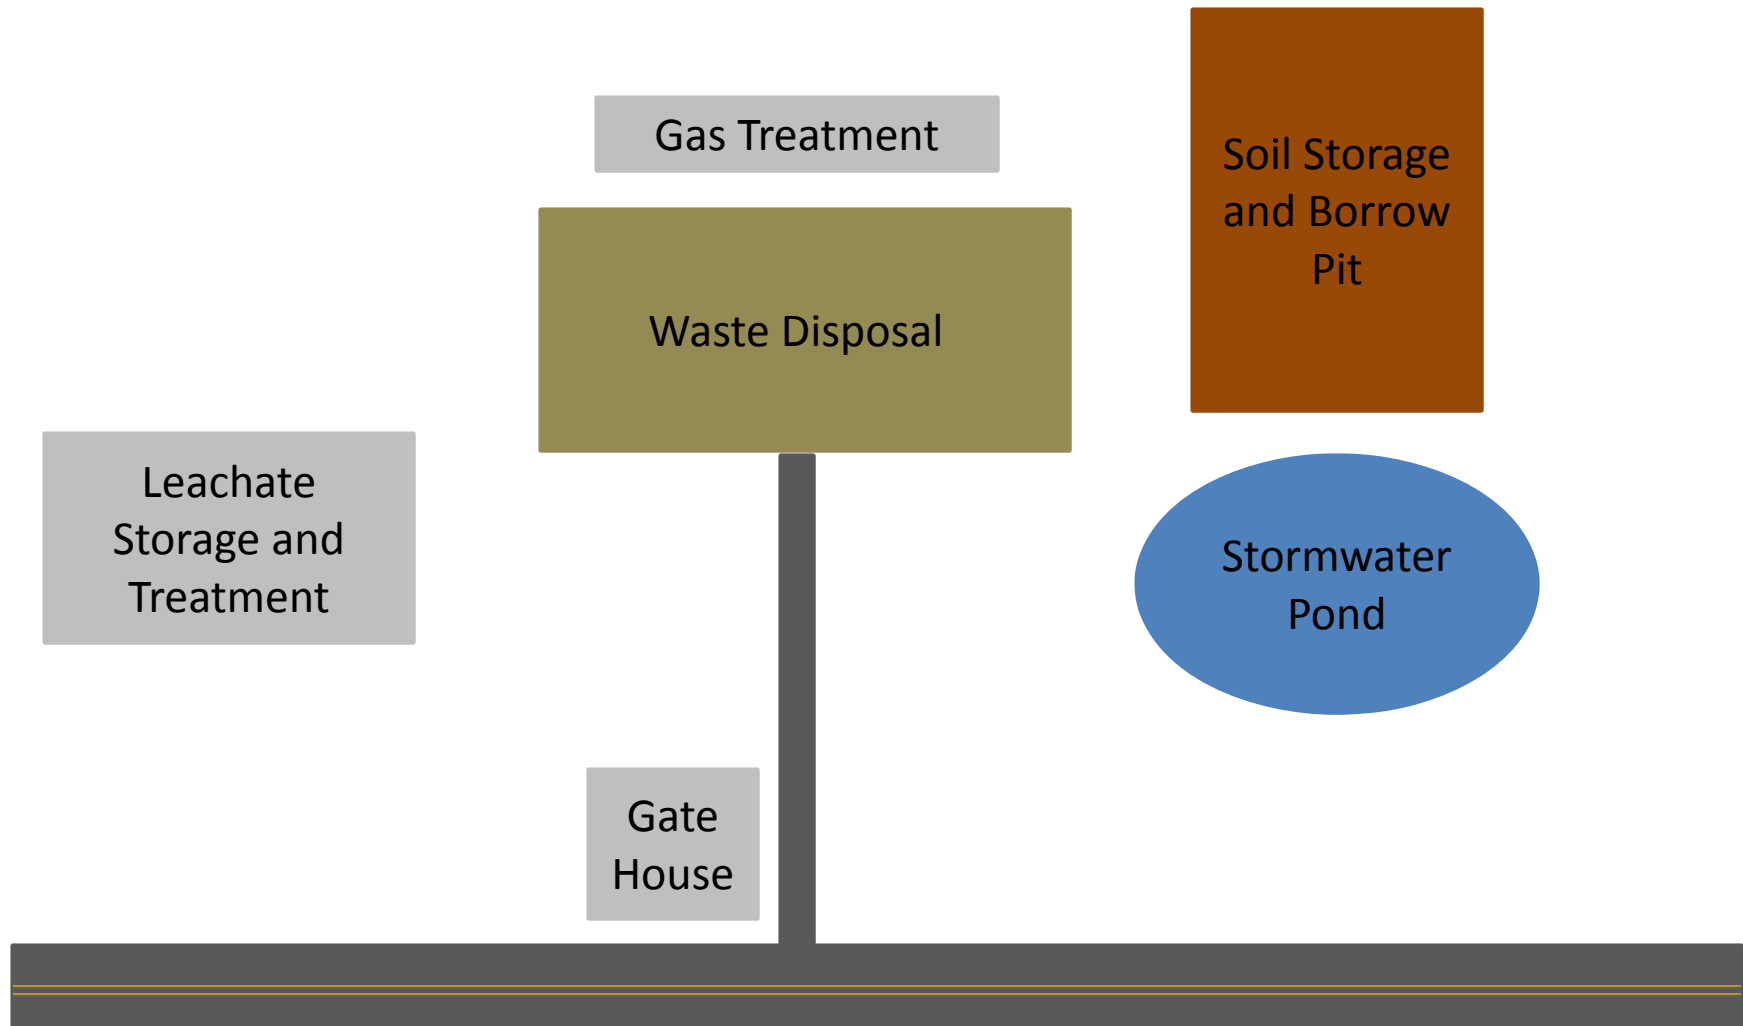 Gas Treatment
Soil Storage
and Borrow
Pit
Waste Disposal
Leachate
Storage and
Treatment
Stormwater
Pond
Gate
House